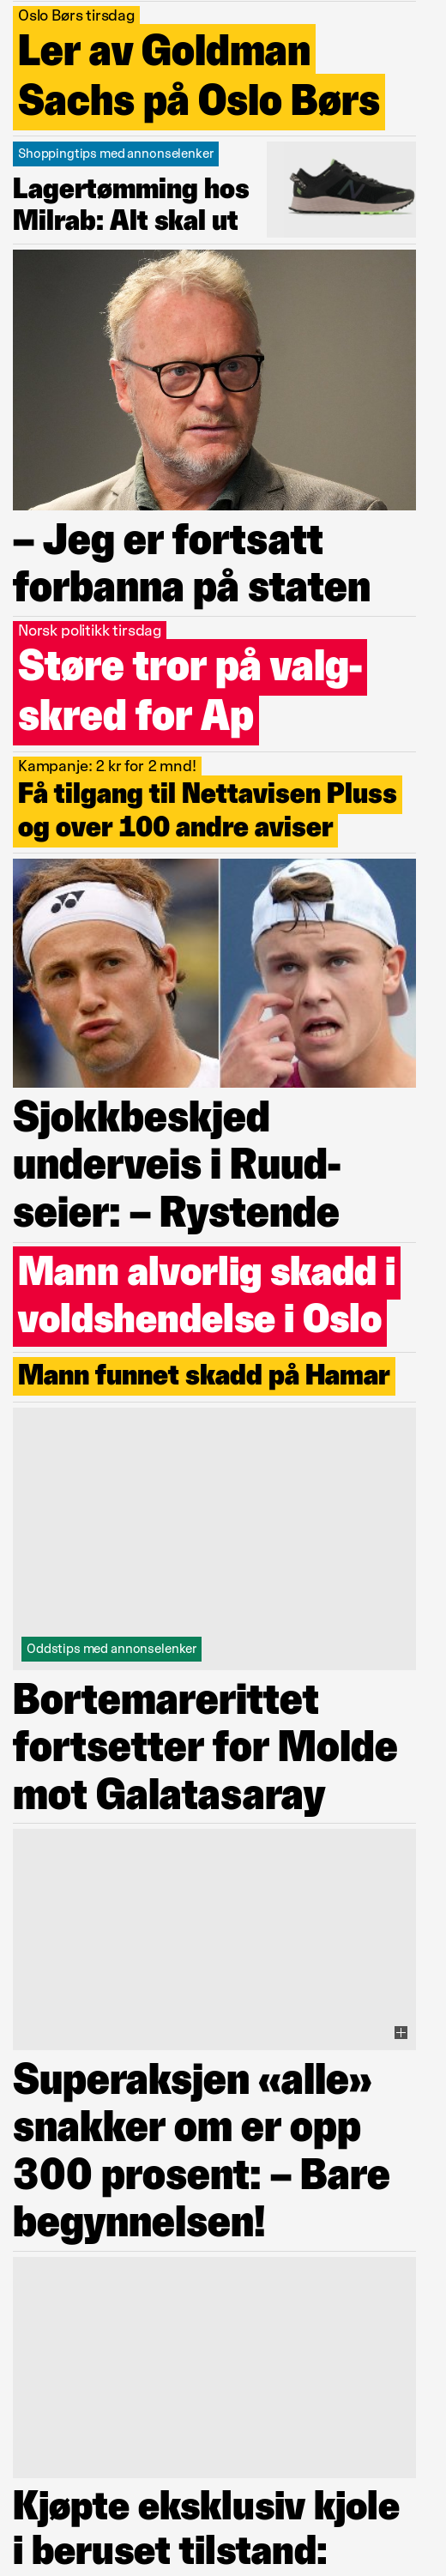 Oslo Børs tirsdag
Ler av Goldman
Sachs på Oslo Børs
Shoppingtips med annonselenker
Lagertømming hos
Milrab: Alt skal ut
– Jeg er fortsatt
forbanna på staten
Norsk politikk tirsdag
Støre tror på valg-
skred for Ap
Kampanje: 2 kr for 2 mnd!
Få tilgang til Nettavisen Pluss
og over 100 andre aviser
Sjokkbeskjed
underveis i Ruud-
seier: – Rystende
Mann alvorlig skadd i
voldshendelse i Oslo
Mann funnet skadd på Hamar
Oddstips med annonselenker
Bortemarerittet
fortsetter for Molde
mot Galatasaray
Superaksjen «alle»
snakker om er opp
300 prosent: – Bare
begynnelsen!
Kjøpte eksklusiv kjole
i beruset tilstand: